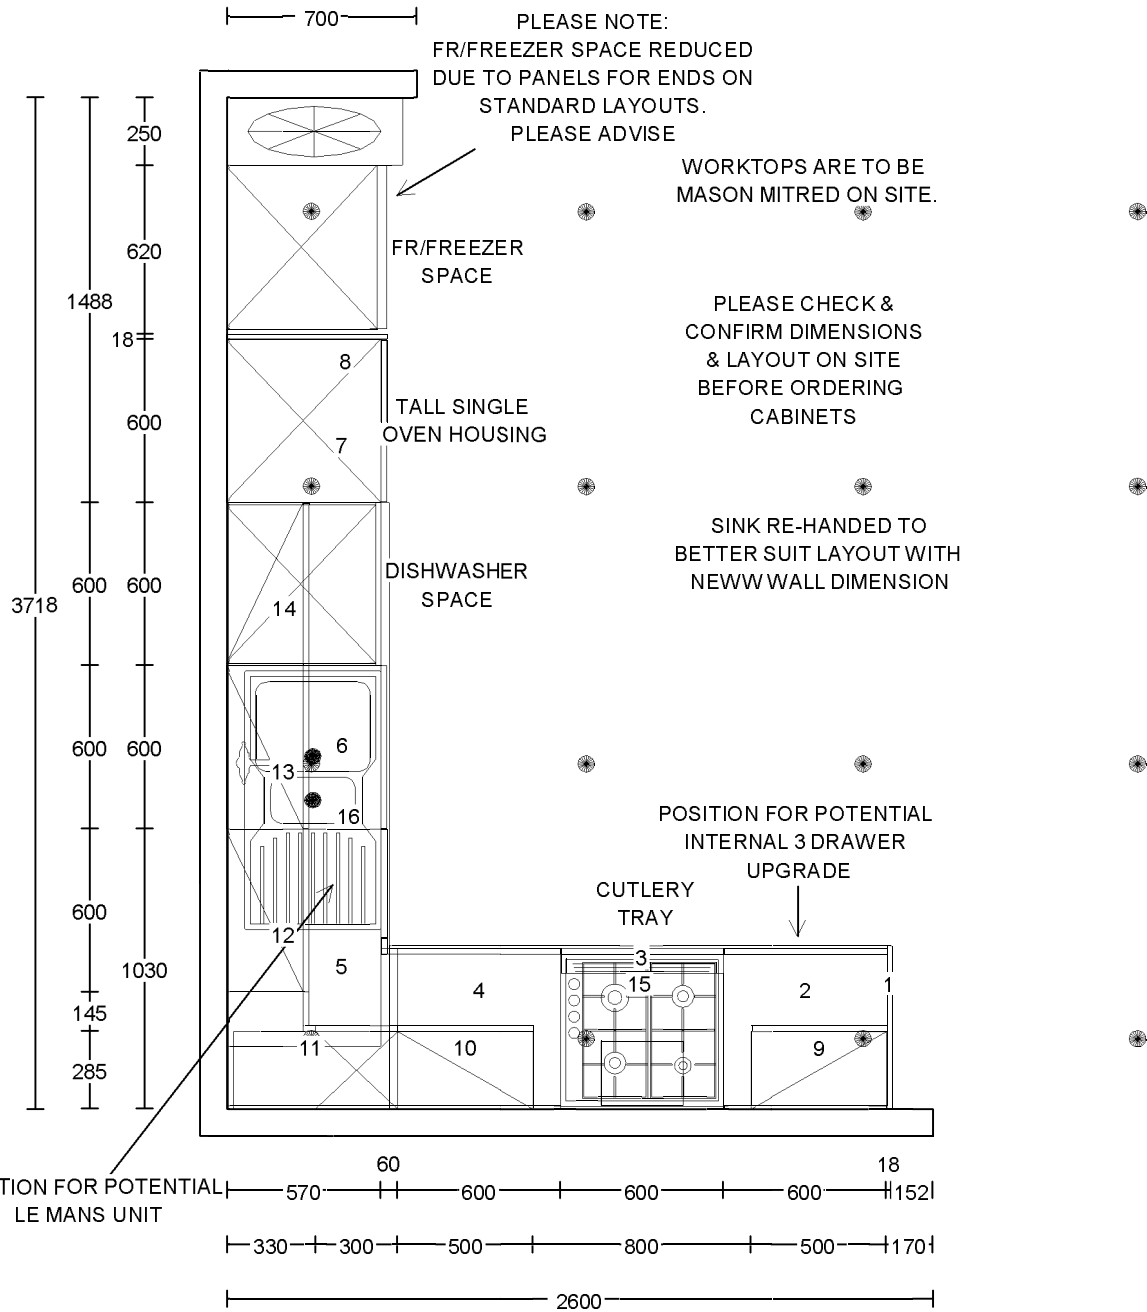 700
PLEASE NOTE:
FR/FREEZER SPACE REDUCED
DUE TO PANELS FOR ENDS ON
STANDARD LAYOUTS.
PLEASE ADVISE
250
WORKTOPS ARE TO BE
MASON MITRED ON SITE.
620
FR/FREEZER
SPACE
1488
18
PLEASE CHECK &
CONFIRM DIMENSIONS
& LAYOUT ON SITE
BEFORE ORDERING
CABINETS
8
600
7
TALL SINGLE
OVEN HOUSING
SINK RE-HANDED TO
BETTER SUIT LAYOUT WITH
NEWW WALL DIMENSION
3718
600
600
14
DISHWASHER
SPACE
600
600
6
13
16
POSITION FOR POTENTIAL
INTERNAL 3 DRAWER
UPGRADE
CUTLERY
TRAY
600
12
5
1030
3
15
4
2
1
145
11
10
9
285
TION FOR POTENTIAL
LE MANS UNIT
60
18
570
600
600
600
152
330
300
500
800
500
170
2600